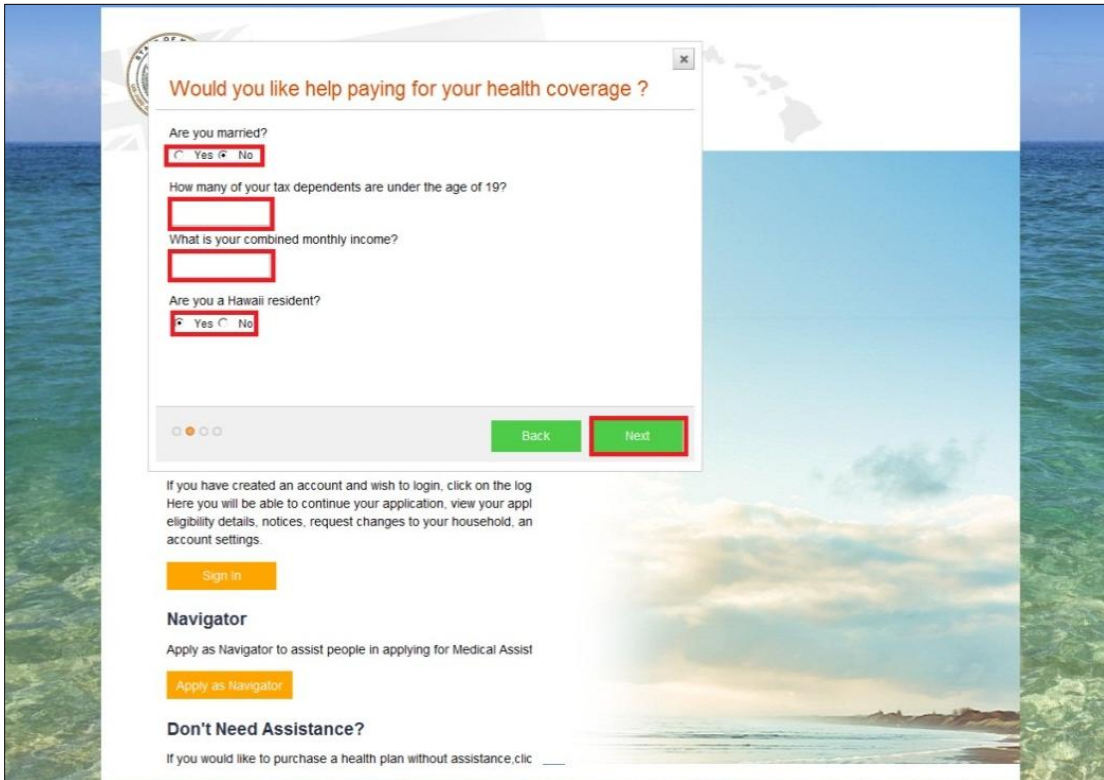 STATE OF
Would you like help paying for your health coverage ?
Are you married?
Yes No
How many of your tax dependents are under the age of 19?
What is your combined monthly income?
Are you a Hawaii resident?
Yes No
Back Next
If you have created an account and wish to login, click on the log
Here you will be able to continue your application, view your appl
eligibility details, notices, request changes to your household, an
account settings.
Sign In
Navigator
Apply as Navigator to assist people in applying for Medical Assist
Apply as Navigator
Don't Need Assistance?
If you would like to purchase a health plan without assistance,clic